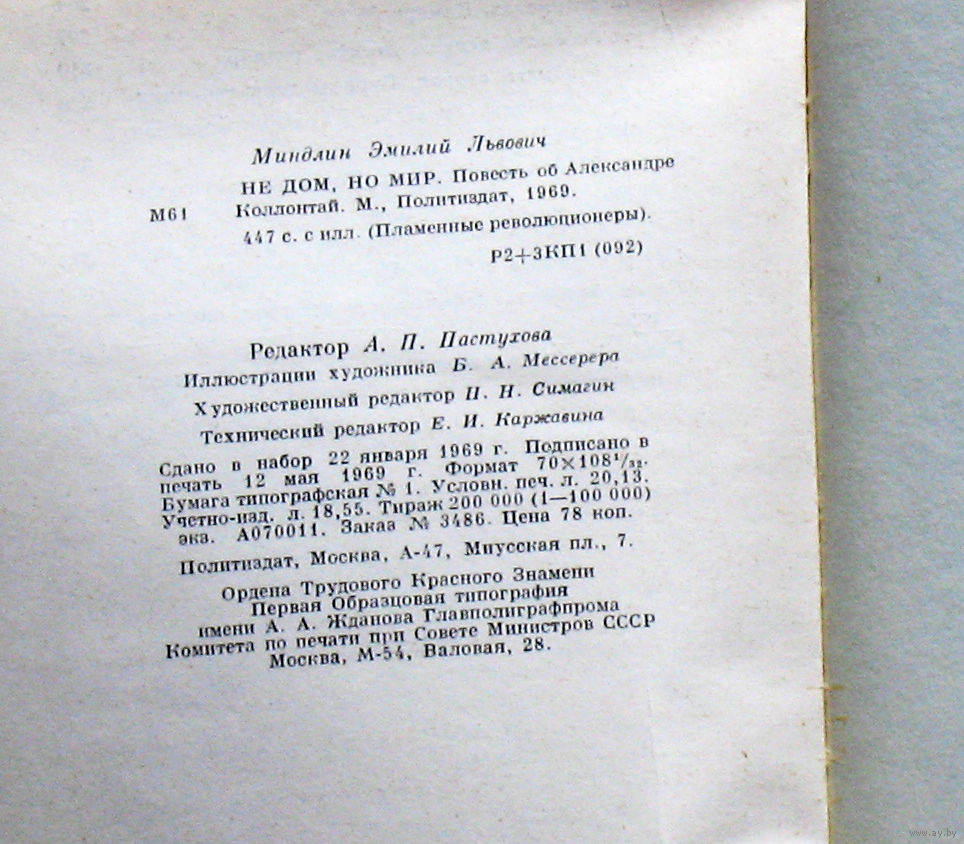 Миндлин Эмилий Львович
НЕ ДОМ, НО МИР. Повесть об Александре
М61 Коллонтай. М., Политиздат, 1969.
447 с. с илл. (Пламенные революционеры).
Р2+3КП1 (092)
Редактор А. П. Пастухова
Иллюстрации художника Б. А. Мессерера
Художественный редактор Н. Н. Симагин
Технический редактор Е. И. Каржавина
Сдано в набор 22 января 1969 г. Подписано в
печать 12 мая 1969 г. Формат 70×108¹/₃₂.
Бумага типографская № 1. Условн. печ. л. 20,13.
Учетно-изд. л. 18,55. Тираж 200 000 (1—100 000)
экз. А070011. Заказ № 3486. Цена 78 коп.
Политиздат, Москва, А-47, Миусская пл., 7.
Ордена Трудового Красного Знамени
Первая Образцовая типография
имени А. А. Жданова Главполиграфпрома
Комитета по печати при Совете Министров СССР
Москва, М-54, Валовая, 28.
www.ay.by